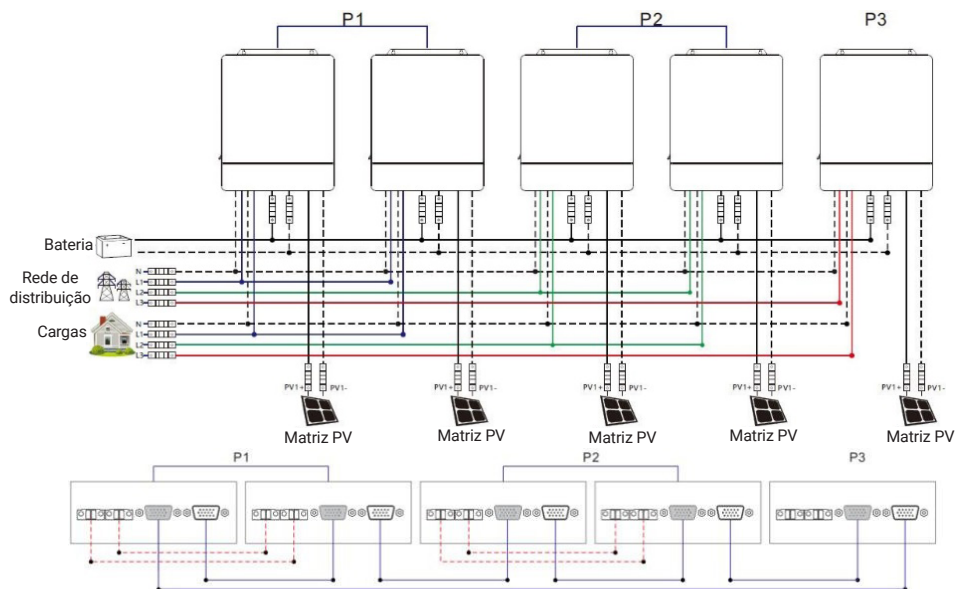 P1
P2
P3
Bateria
Rede de
distribuição
N
L1
L2
L3
Cargas
N
L1
L2
L3
PV1+
PV1-
PV1+
PV1-
PV1+
PV1-
PV1+
PV1-
PV1+
PV1-
Matriz PV
Matriz PV
Matriz PV
Matriz PV
Matriz PV
P1
P2
P3